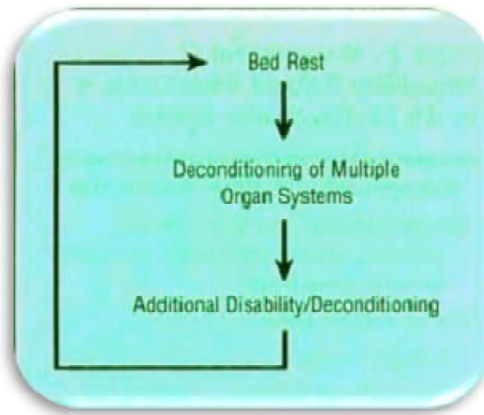 Bed Rest
Deconditioning of Multiple
Organ Systems
Additional Disability/Deconditioning